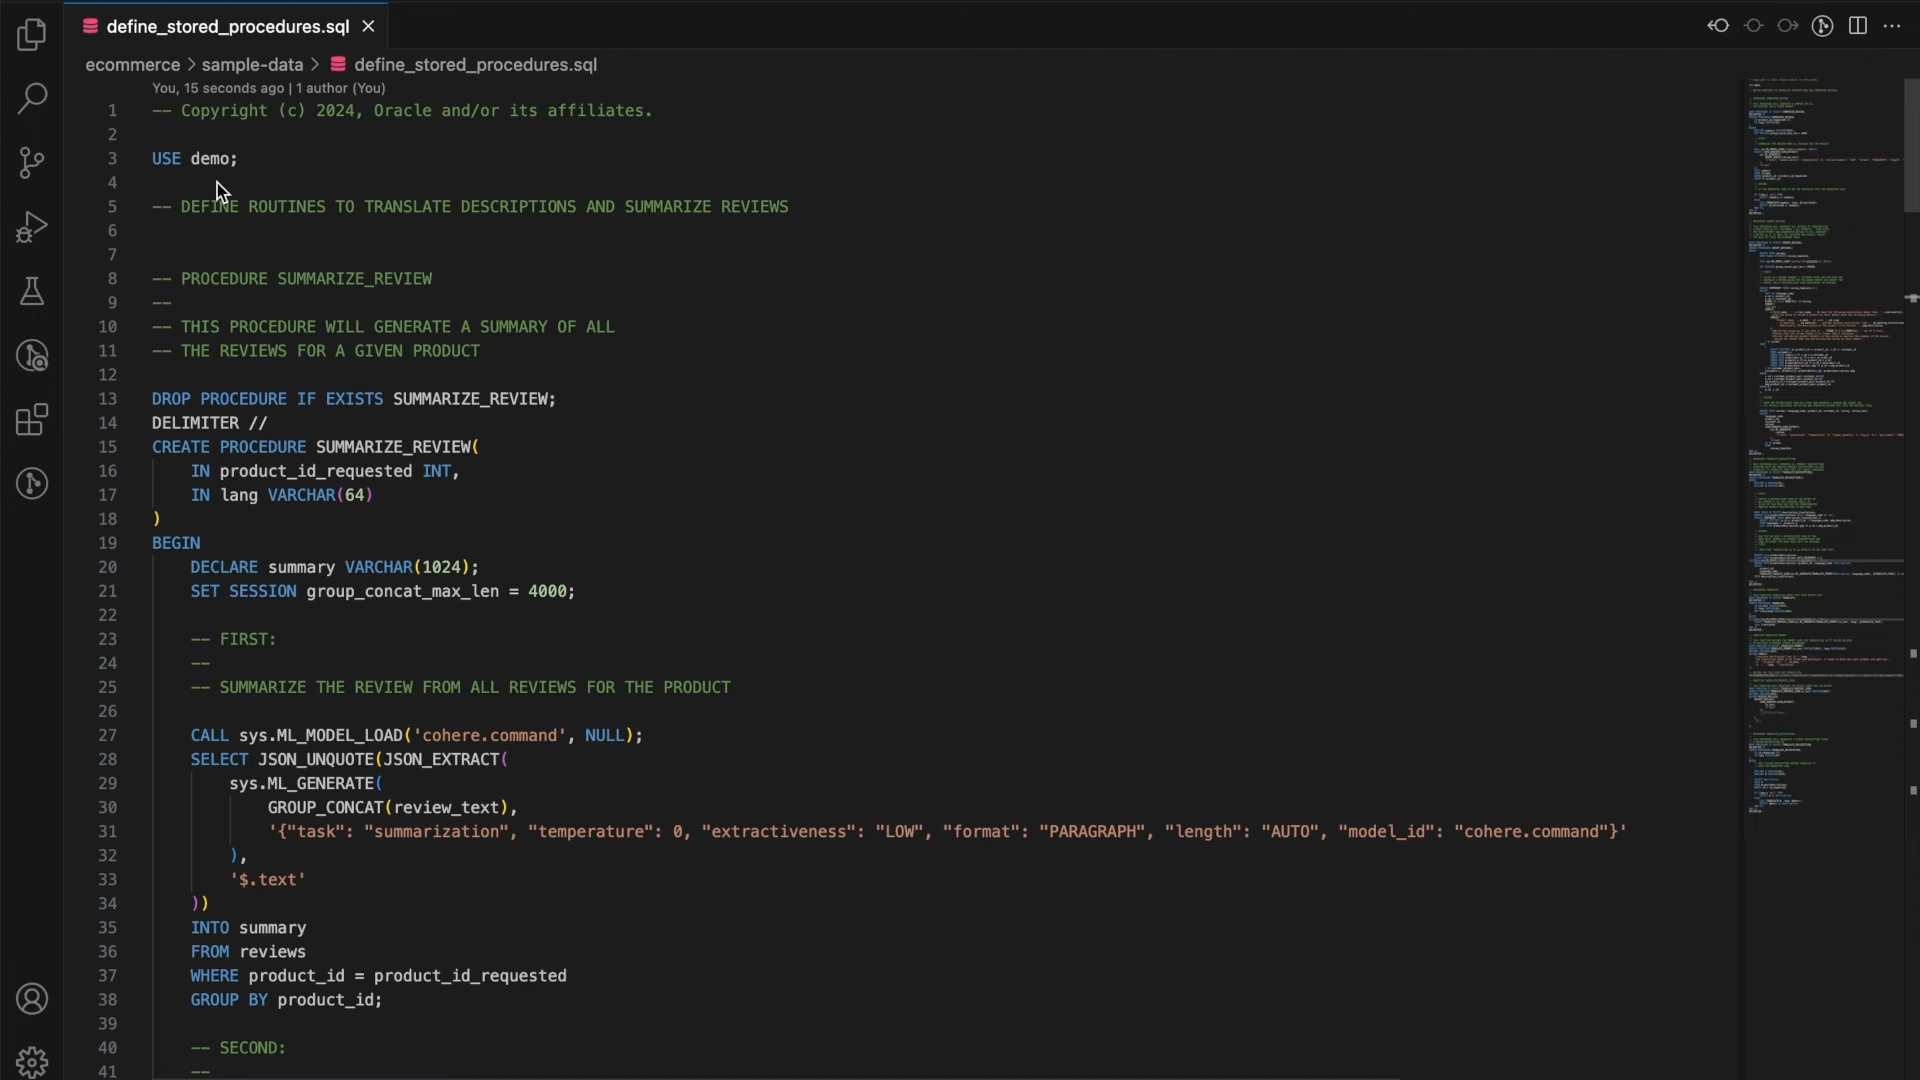 define_stored_procedures.sql
ecommerce > sample-data > define_stored_procedures.sql
You, 15 seconds ago | 1 author (You)
1 -- Copyright (c) 2024, Oracle and/or its affiliates.
2
3 USE demo;
4
5 -- DEFINE ROUTINES TO TRANSLATE DESCRIPTIONS AND SUMMARIZE REVIEWS
6
7
8 -- PROCEDURE SUMMARIZE_REVIEW
9 --
10 -- THIS PROCEDURE WILL GENERATE A SUMMARY OF ALL
11 -- THE REVIEWS FOR A GIVEN PRODUCT
12
13 DROP PROCEDURE IF EXISTS SUMMARIZE_REVIEW;
14 DELIMITER //
15 CREATE PROCEDURE SUMMARIZE_REVIEW(
16 IN product_id_requested INT,
17 IN lang VARCHAR(64)
18 )
19 BEGIN
20 DECLARE summary VARCHAR(1024);
21 SET SESSION group_concat_max_len = 4000;
22
23 -- FIRST:
24 --
25 -- SUMMARIZE THE REVIEW FROM ALL REVIEWS FOR THE PRODUCT
26
27 CALL sys.ML_MODEL_LOAD('cohere.command', NULL);
28 SELECT JSON_UNQUOTE(JSON_EXTRACT(
29 sys.ML_GENERATE(
30 GROUP_CONCAT(review_text),
31 '{"task": "summarization", "temperature": 0, "extractiveness": "LOW", "format": "PARAGRAPH", "length": "AUTO", "model_id": "cohere.command"}'
32 ),
33 '$.text'
34 ))
35 INTO summary
36 FROM reviews
37 WHERE product_id = product_id_requested
38 GROUP BY product_id;
39
40 -- SECOND:
41 --